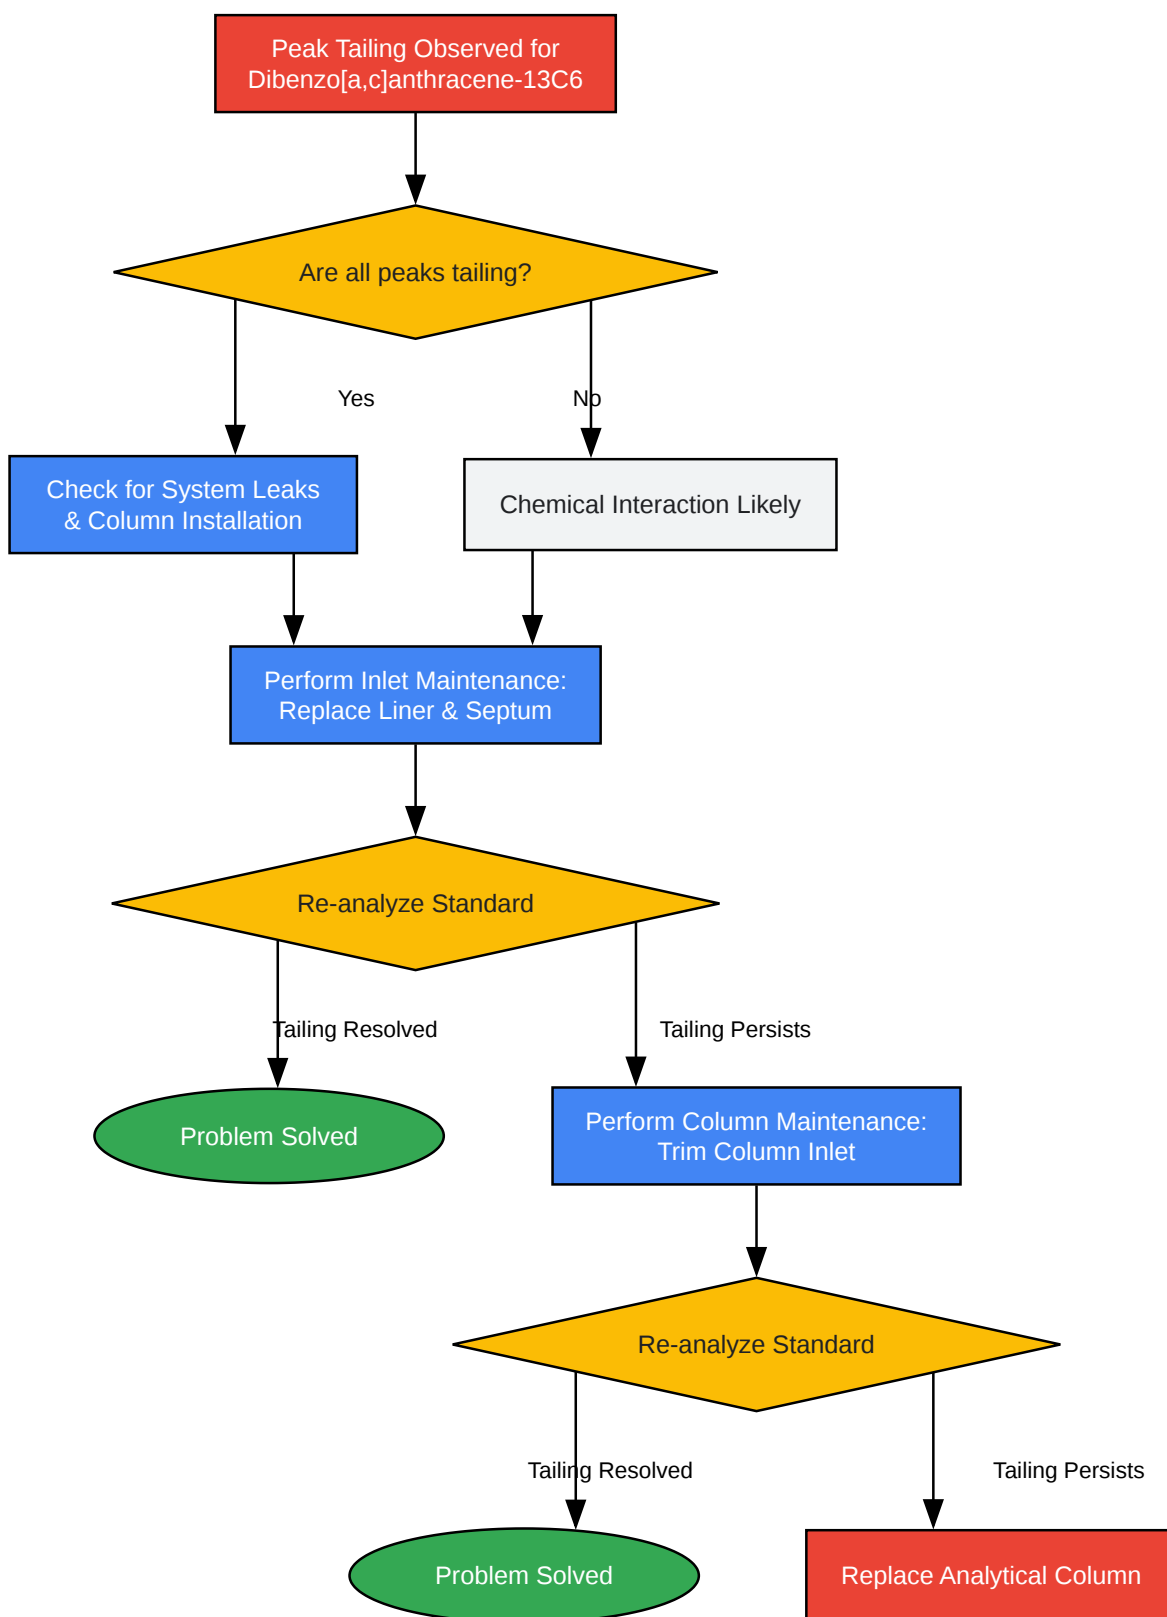 Peak Tailing Observed for
Dibenzo[a,c]anthracene-13C6
Are all peaks tailing?
Yes
No
Check for System Leaks
& Column Installation
Chemical Interaction Likely
Perform Inlet Maintenance:
Replace Liner & Septum
Re-analyze Standard
Tailing Resolved
Tailing Persists
Problem Solved
Perform Column Maintenance:
Trim Column Inlet
Re-analyze Standard
Tailing Resolved
Tailing Persists
Problem Solved
Replace Analytical Column